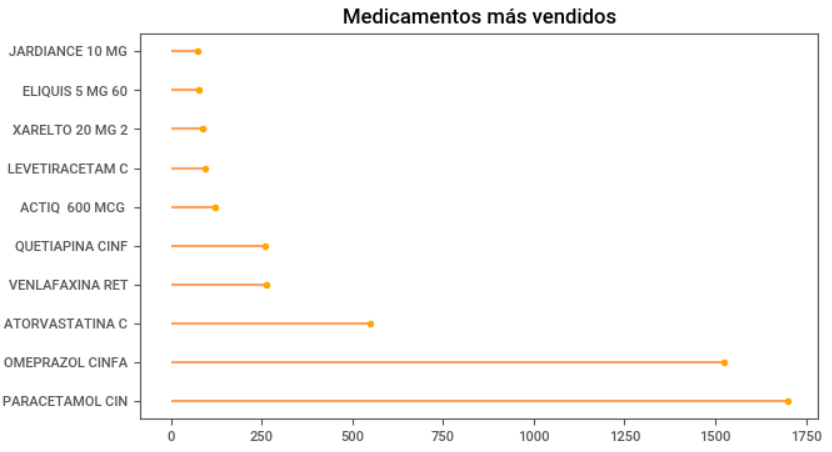 Medicamentos más vendidos
JARDIANCE 10 MG
ELIQUIS 5 MG 60
XARELTO 20 MG 2
LEVETIRACETAM C
ACTIQ  600 MCG
QUETIAPINA CINF
VENLAFAXINA RET
ATORVASTATINA C
OMEPRAZOL CINFA
PARACETAMOL CIN
0 250 500 750 1000 1250 1500 1750